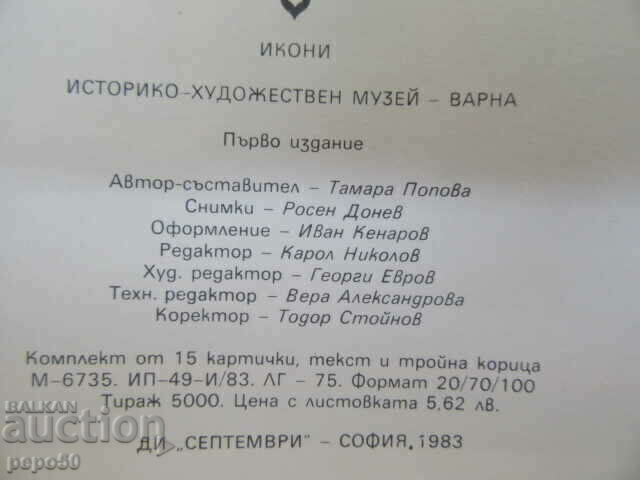 ИКОНИ
ИСТОРИКО-ХУДОЖЕСТВЕН МУЗЕЙ – ВАРНА
Първо издание
Автор-съставител – Тамара Попова
Снимки – Росен Донев
Оформление – Иван Кенаров
Редактор – Карол Николов
Худ. редактор – Георги Евров
Техн. редактор – Вера Александрова
Коректор – Тодор Стойнов
Комплект от 15 картички, текст и тройна корица
М-6735. ИП-49-И/83. ЛГ - 75. Формат 20/70/100
Тираж 5000. Цена с листовката 5,62 лв.
ДИ „СЕПТЕМВРИ" – СОФИЯ, 1983
BALKAN
auction
pepo50